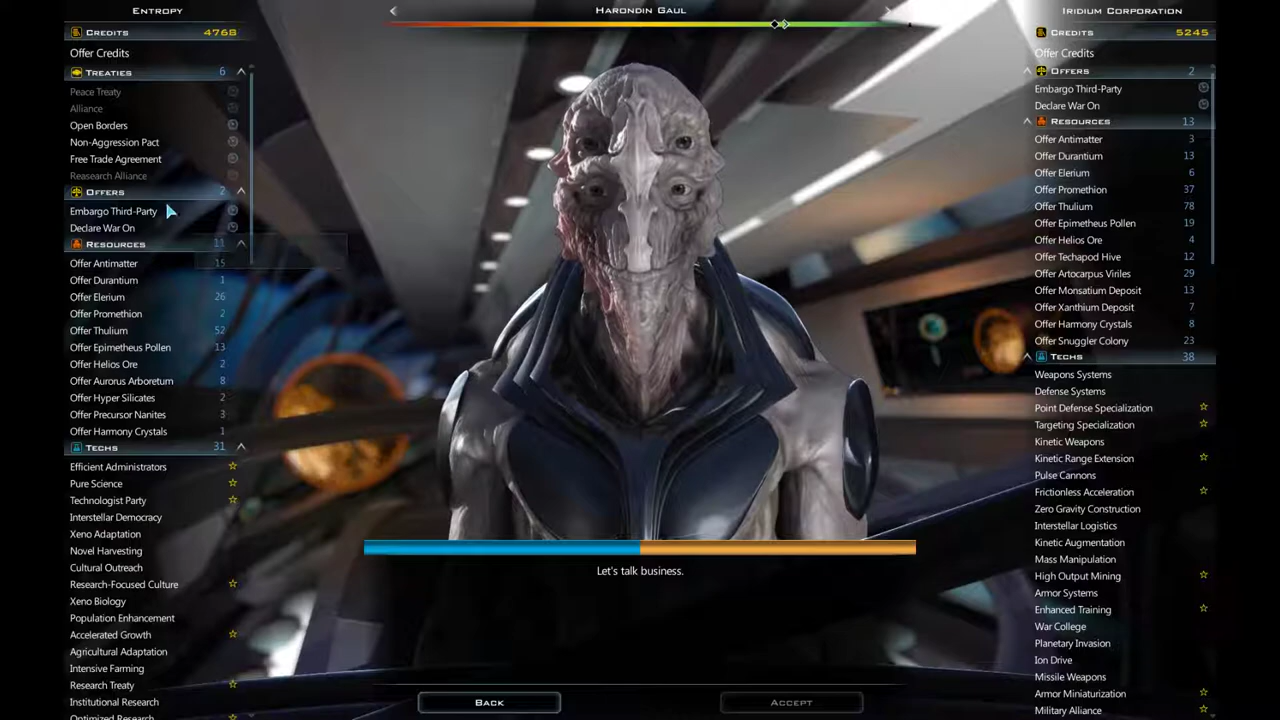 ENTROPY
CREDITS 4768
Offer Credits
TREATIES 6
Peace Treaty
Alliance
Open Borders
Non-Aggression Pact
Free Trade Agreement
Reasearch Alliance
OFFERS 2
Embargo Third-Party
Declare War On
RESOURCES 11
Offer Antimatter 15
Offer Durantium 1
Offer Elerium 26
Offer Promethion 2
Offer Thulium 52
Offer Epimetheus Pollen 13
Offer Helios Ore 2
Offer Aurorus Arboretum 8
Offer Hyper Silicates 2
Offer Precursor Nanites 3
Offer Harmony Crystals 1
TECHS 31
Efficient Administrators
Pure Science
Technologist Party
Interstellar Democracy
Xeno Adaptation
Novel Harvesting
Cultural Outreach
Research-Focused Culture
Xeno Biology
Population Enhancement
Accelerated Growth
Agricultural Adaptation
Intensive Farming
Research Treaty
Institutional Research
Optimized Research
HARONDIN GAUL
Let's talk business.
BACK
ACCEPT
IRIDIUM CORPORATION
CREDITS 5245
Offer Credits
OFFERS 2
Embargo Third-Party
Declare War On
RESOURCES 13
Offer Antimatter 3
Offer Durantium 13
Offer Elerium 6
Offer Promethion 37
Offer Thulium 78
Offer Epimetheus Pollen 19
Offer Helios Ore 4
Offer Techapod Hive 12
Offer Artocarpus Viriles 29
Offer Monsatium Deposit 13
Offer Xanthium Deposit 7
Offer Harmony Crystals 8
Offer Snuggler Colony 23
TECHS 38
Weapons Systems
Defense Systems
Point Defense Specialization
Targeting Specialization
Kinetic Weapons
Kinetic Range Extension
Pulse Cannons
Frictionless Acceleration
Zero Gravity Construction
Interstellar Logistics
Kinetic Augmentation
Mass Manipulation
High Output Mining
Armor Systems
Enhanced Training
War College
Planetary Invasion
Ion Drive
Missile Weapons
Armor Miniaturization
Military Alliance